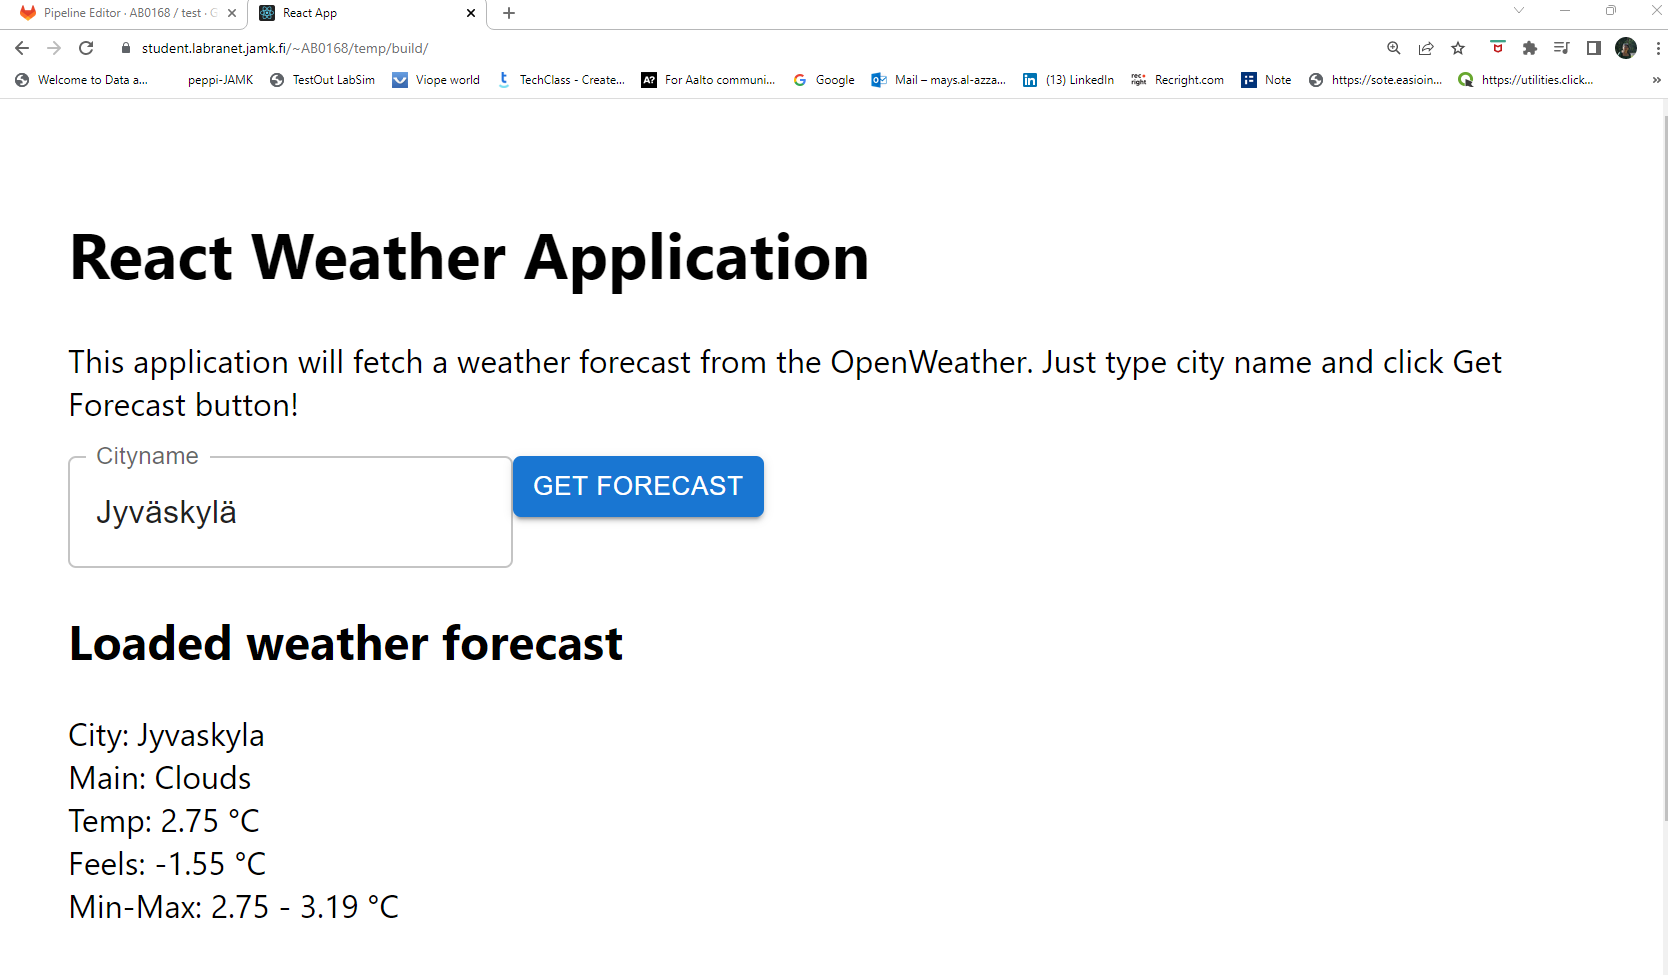 Pipeline Editor · AB0168 / test · G
React App
student.labranet.jamk.fi/~AB0168/temp/build/
Welcome to Data a...
peppi-JAMK
TestOut LabSim
Viope world
t TechClass - Create...
A? For Aalto communi...
G Google
Mail – mays.al-azza...
in (13) LinkedIn
rec right Recright.com
Note
https://sote.easioin...
https://utilities.click...
»
React Weather Application
This application will fetch a weather forecast from the OpenWeather. Just type city name and click Get
Forecast button!
Cityname
Jyväskylä
GET FORECAST
Loaded weather forecast
City: Jyvaskyla
Main: Clouds
Temp: 2.75 °C
Feels: -1.55 °C
Min-Max: 2.75 - 3.19 °C